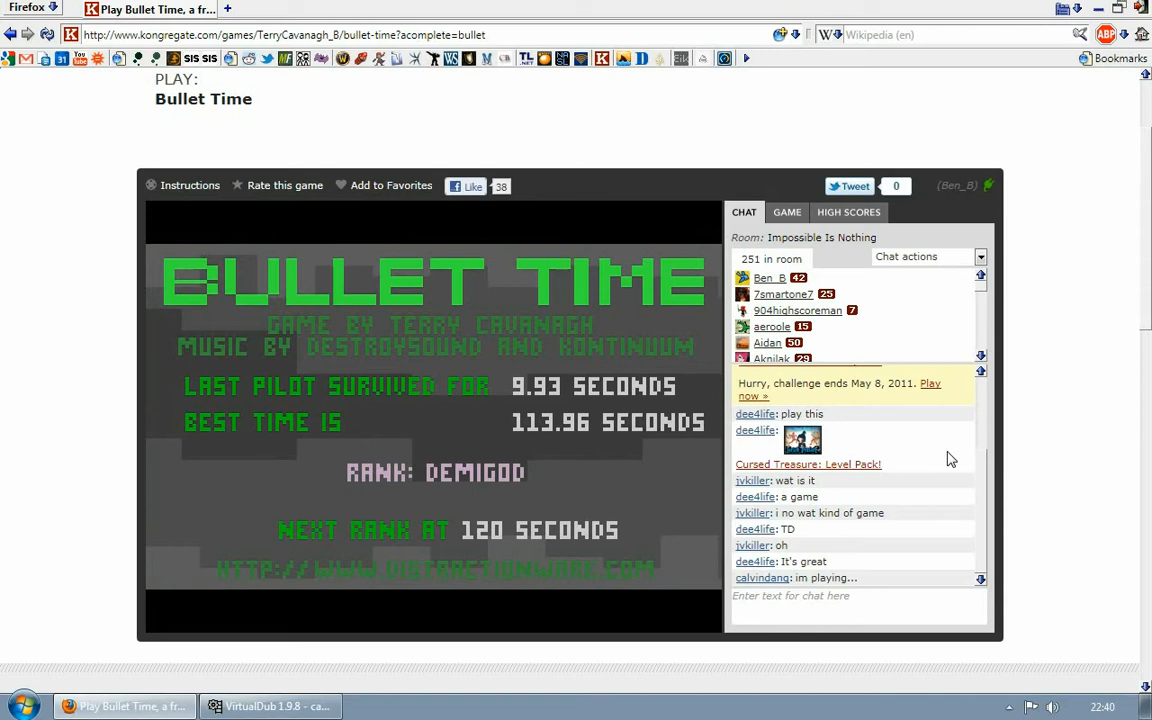 Firefox
Play Bullet Time, a fr...
http://www.kongregate.com/games/TerryCavanagh_B/bullet-time?acomplete=bullet
Wikipedia (en)
ABP
SIS SIS
Bookmarks
PLAY:
Bullet Time
Instructions
Rate this game
Add to Favorites
Like
38
Tweet
0
(Ben_B)
CHAT
GAME
HIGH SCORES
Room: Impossible Is Nothing
251 in room
Chat actions
Ben_B 42
7smartone7 25
904highscoreman 7
aeroole 15
Aidan 50
Aknilak 29
Hurry, challenge ends May 8, 2011. Play
now »
dee4life: play this
dee4life:
Cursed Treasure: Level Pack!
jvkiller: wat is it
dee4life: a game
jvkiller: i no wat kind of game
dee4life: TD
jvkiller: oh
dee4life: It's great
calvindang: im playing...
Enter text for chat here
BULLET TIME
GAME BY TERRY CAVANAGH
MUSIC BY DESTROYSOUND AND KONTINUUM
LAST PILOT SURVIVED FOR 9.93 SECONDS
BEST TIME IS 113.96 SECONDS
RANK: DEMIGOD
NEXT RANK AT 120 SECONDS
HTTP://WWW.DISTRACTIONWARE.COM
Play Bullet Time, a fr...
VirtualDub 1.9.8 - ca...
22:40